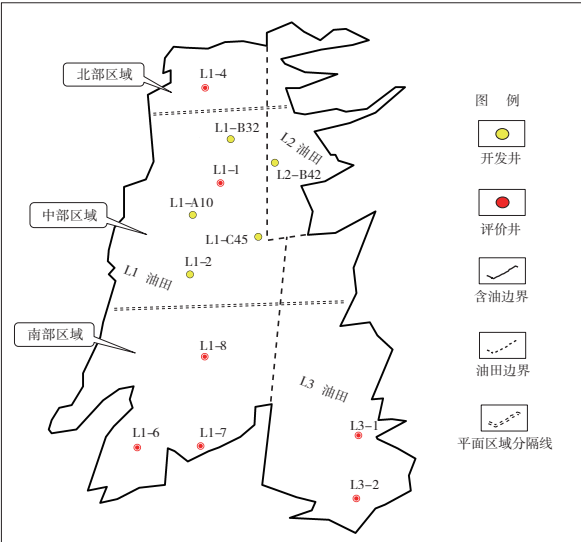 北部区域
L1-4
L1-B32
L2 油田
L1-1
L2-B42
L1-A10
中部区域
L1-C45
L1 油田
L1-2
南部区域
L1-8
L3 油田
L1-6
L1-7
L3-1
L3-2
图 例
开发井
评价井
含油边界
油田边界
平面区域分隔线